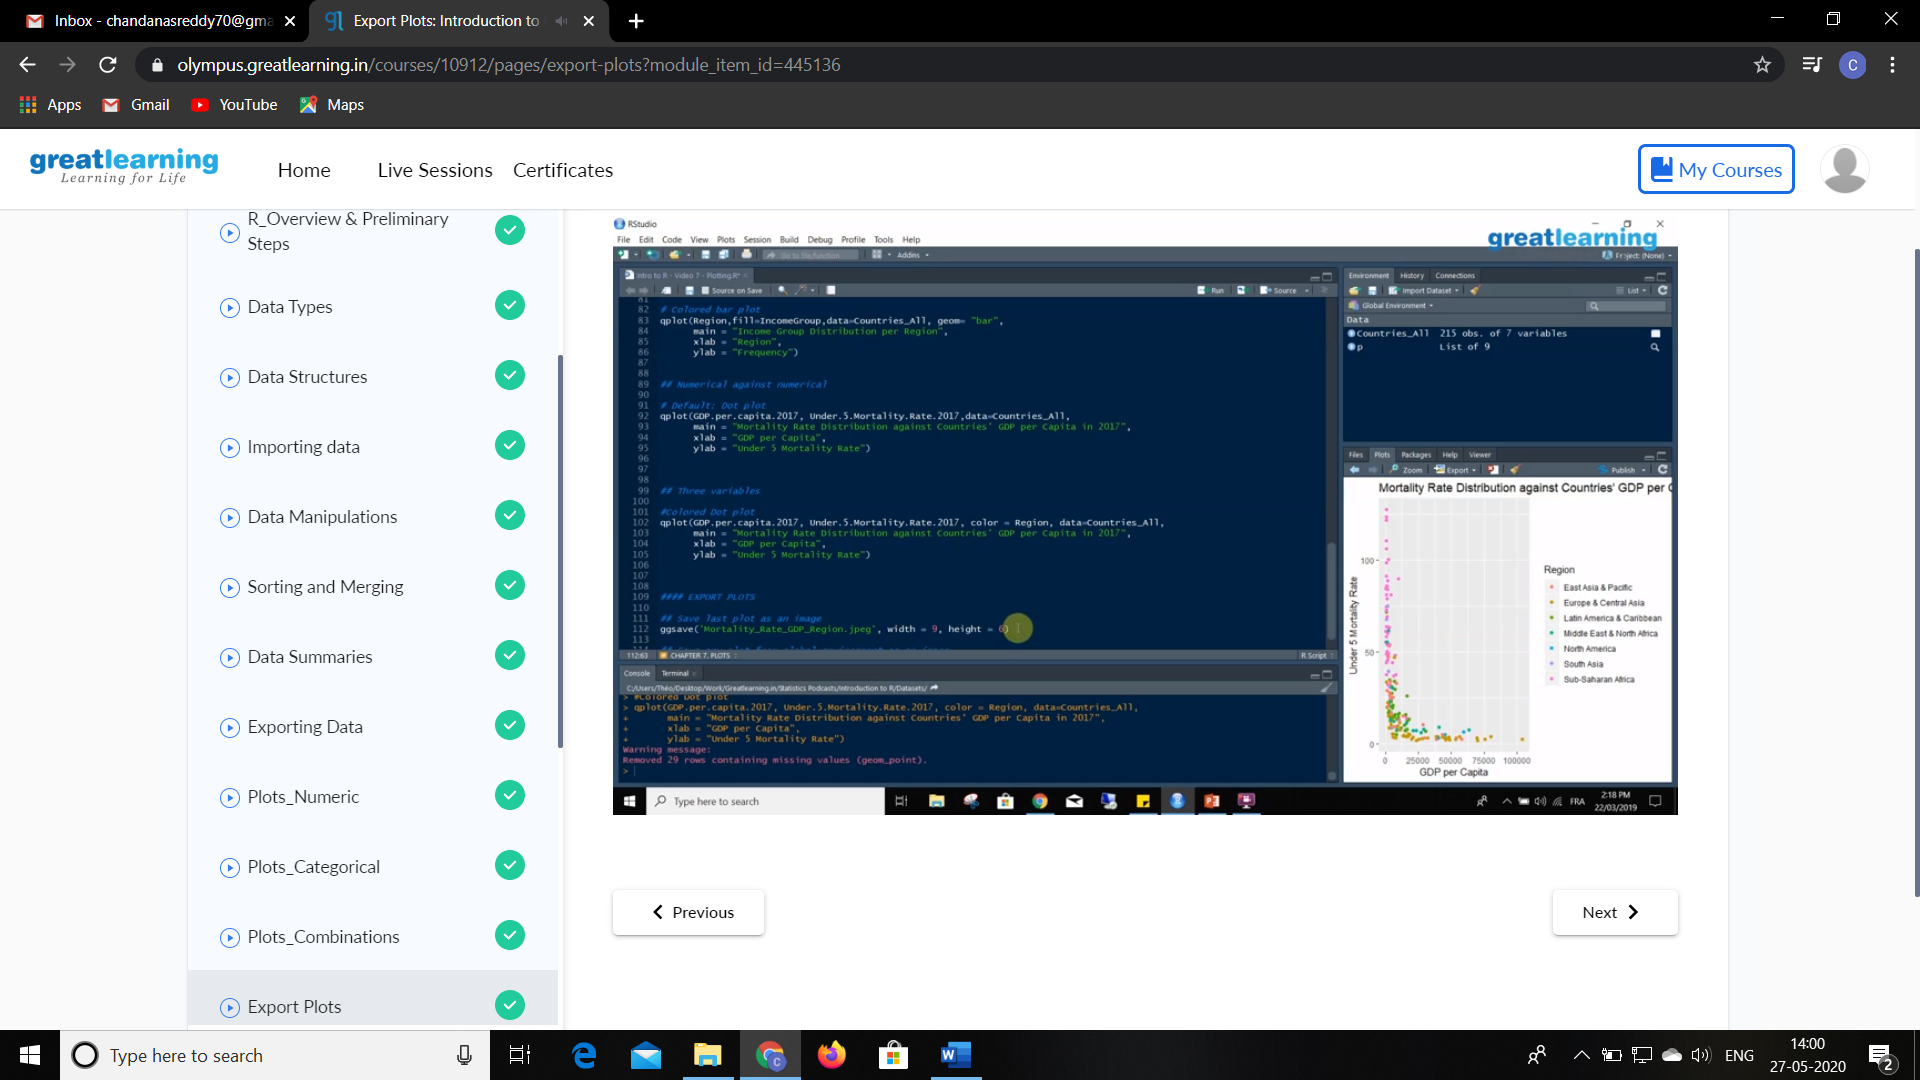 Inbox - chandanasreddy70@gma
Export Plots: Introduction to
olympus.greatlearning.in/courses/10912/pages/export-plots?module_item_id=445136
C
Apps
Gmail
YouTube
Maps
greatlearning
Learning for Life
Home
Live Sessions
Certificates
My Courses
R_Overview & Preliminary
Steps
Data Types
Data Structures
Importing data
Data Manipulations
Sorting and Merging
Data Summaries
Exporting Data
Plots_Numeric
Plots_Categorical
Plots_Combinations
Export Plots
RStudio
File Edit Code View Plots Session Build Debug Profile Tools Help
greatlearning
Go to file/function
Addins
Project: (None)
Intro to R - Video 7 - Plotting.R*
Source on Save
Run
Source
81
82 # Colored bar plot
83 qplot(Region,fill=IncomeGroup,data=Countries_All, geom= "bar",
84 main = "Income Group Distribution per Region",
85 xlab = "Region",
86 ylab = "Frequency")
87
88
89 ## Numerical against numerical
90
91 # Default: Dot plot
92 qplot(GDP.per.capita.2017, Under.5.Mortality.Rate.2017,data=Countries_All,
93 main = "Mortality Rate Distribution against Countries' GDP per Capita in 2017",
94 xlab = "GDP per Capita",
95 ylab = "Under 5 Mortality Rate")
96
97
98
99 ## Three variables
100
101 #Colored Dot plot
102 qplot(GDP.per.capita.2017, Under.5.Mortality.Rate.2017, color = Region, data=Countries_All,
103 main = "Mortality Rate Distribution against Countries' GDP per Capita in 2017",
104 xlab = "GDP per Capita",
105 ylab = "Under 5 Mortality Rate")
106
107
108
109 #### EXPORT PLOTS
110
111 ## Save last plot as an image
112 ggsave('Mortality_Rate_GDP_Region.jpeg', width = 9, height = 6)
113
112:63
CHAPTER 7. PLOTS
R Script
Console Terminal
C:/Users/Théo/Desktop/Work/Greatlearning.in/Statistics Podcasts/Introduction to R/Datasets/
> #Colored Dot plot
> qplot(GDP.per.capita.2017, Under.5.Mortality.Rate.2017, color = Region, data=Countries_All,
+ main = "Mortality Rate Distribution against Countries' GDP per Capita in 2017",
+ xlab = "GDP per Capita",
+ ylab = "Under 5 Mortality Rate")
Warning message:
Removed 29 rows containing missing values (geom_point).
>
Environment History Connections
Import Dataset
List
Global Environment
Data
Countries_All 215 obs. of 7 variables
p List of 9
Files Plots Packages Help Viewer
Zoom Export Publish
Mortality Rate Distribution against Countries' GDP per C
Under 5 Mortality Rate
100
50
0
0 25000 50000 75000 100000
GDP per Capita
Region
East Asia & Pacific
Europe & Central Asia
Latin America & Caribbean
Middle East & North Africa
North America
South Asia
Sub-Saharan Africa
Type here to search
FRA
2:18 PM
22/03/2019
Previous
Next
Type here to search
ENG
14:00
27-05-2020
2